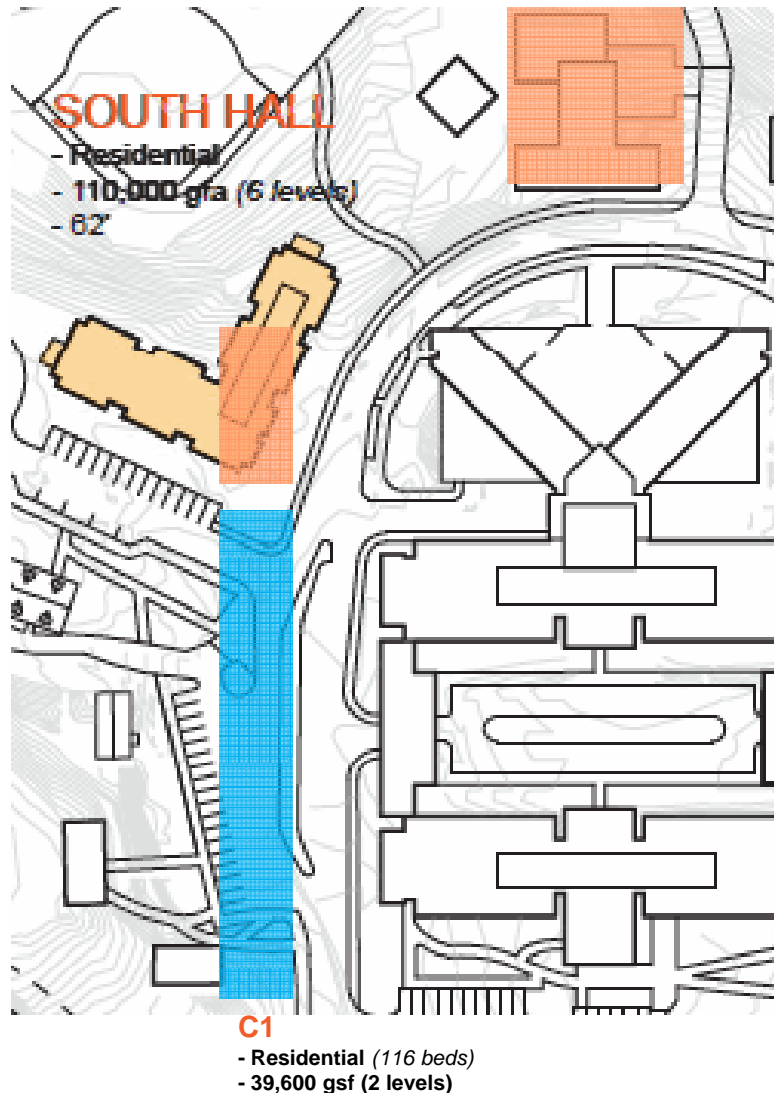 SOUTH HALL
- Residential
- 110,000 gfa (6 levels)
- 62'
C1
- Residential (116 beds)
- 39,600 gsf (2 levels)